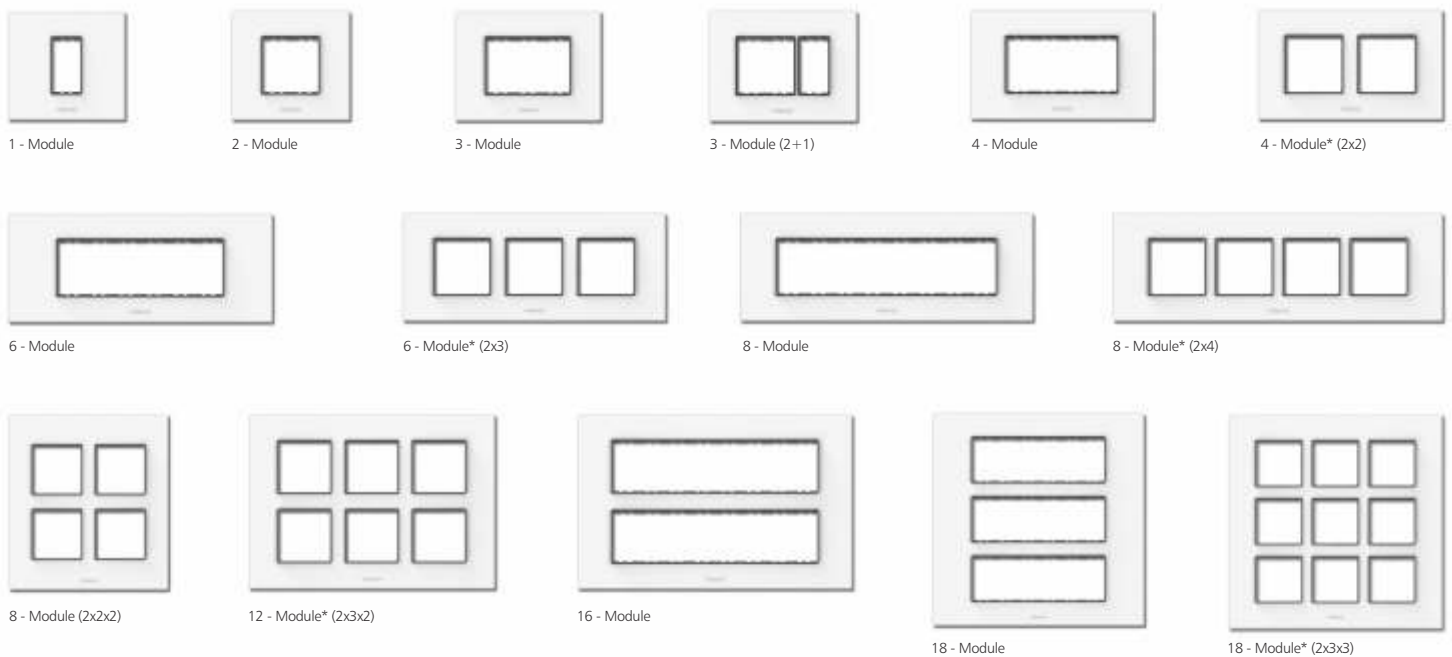 1 - Module
2 - Module
3 - Module
3 - Module (2+1)
4 - Module
4 - Module* (2x2)
6 - Module
6 - Module* (2x3)
8 - Module
8 - Module* (2x4)
8 - Module (2x2x2)
12 - Module* (2x3x2)
16 - Module
18 - Module
18 - Module* (2x3x3)